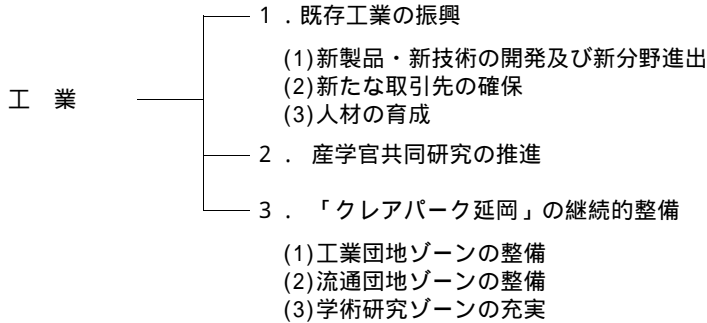 １．既存工業の振興
(1)新製品・新技術の開発及び新分野進出
(2)新たな取引先の確保
工　業
(3)人材の育成
２． 産学官共同研究の推進
３． 「クレアパーク延岡」の継続的整備
(1)工業団地ゾーンの整備
(2)流通団地ゾーンの整備
(3)学術研究ゾーンの充実